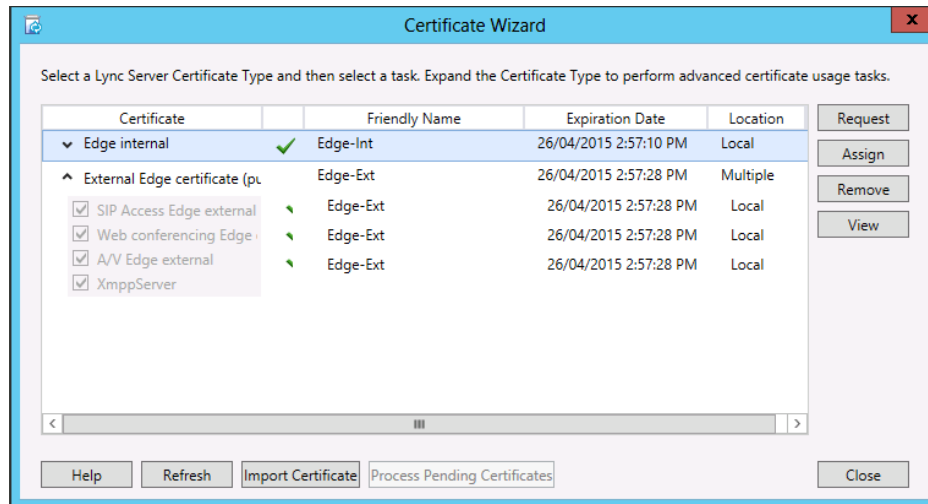 Certificate Wizard
x
Select a Lync Server Certificate Type and then select a task. Expand the Certificate Type to perform advanced certificate usage tasks.
Certificate Friendly Name Expiration Date Location
Edge internal Edge-Int 26/04/2015 2:57:10 PM Local
External Edge certificate (pu Edge-Ext 26/04/2015 2:57:28 PM Multiple
SIP Access Edge external Edge-Ext 26/04/2015 2:57:28 PM Local
Web conferencing Edge Edge-Ext 26/04/2015 2:57:28 PM Local
A/V Edge external Edge-Ext 26/04/2015 2:57:28 PM Local
XmppServer
Request
Assign
Remove
View
Help Refresh Import Certificate Process Pending Certificates Close